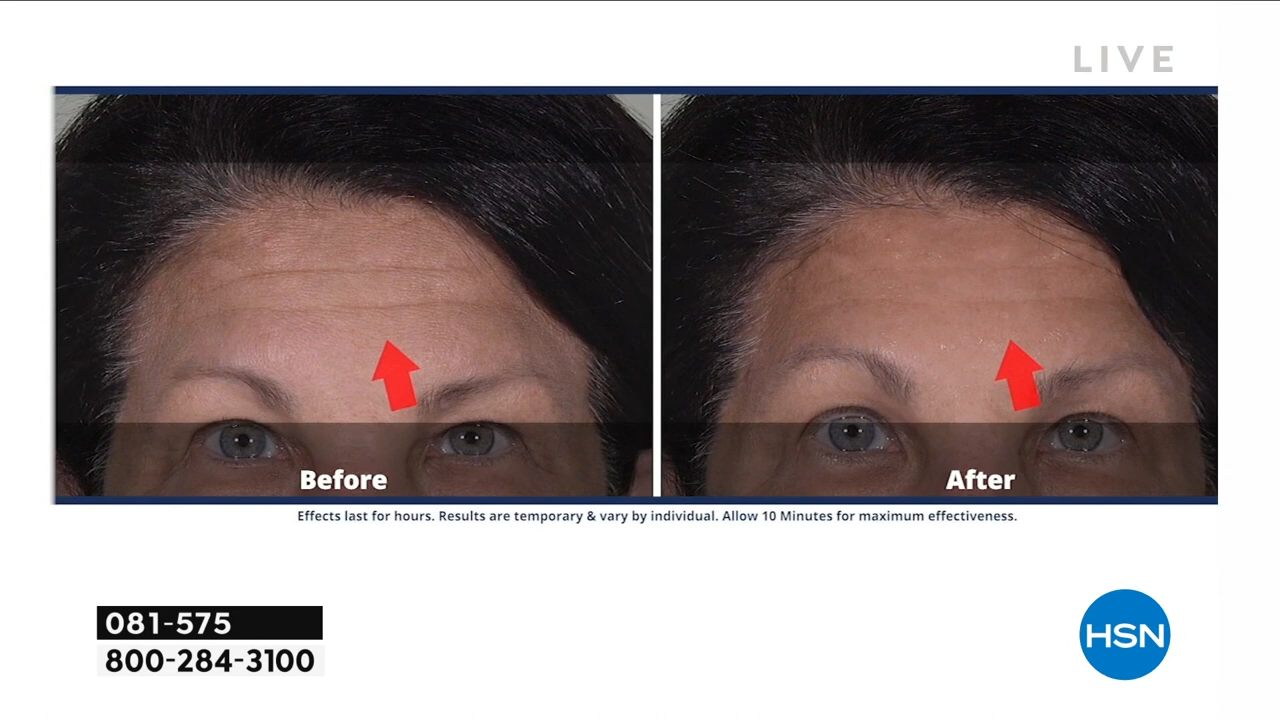 LIVE
Before
After
Effects last for hours. Results are temporary & vary by individual. Allow 10 Minutes for maximum effectiveness.
081-575
800-284-3100
HSN